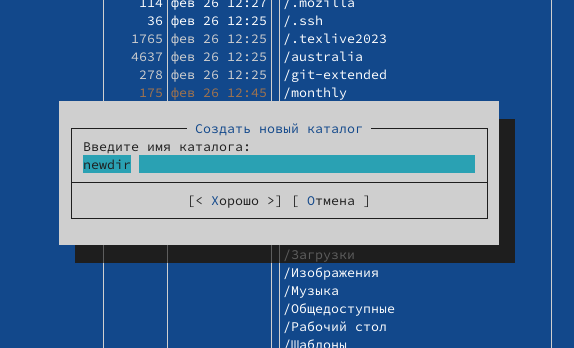 114 фев 26 12:27 /.mozilla
36 фев 26 12:25 /.ssh
1765 фев 26 12:25 /.texlive2023
4637 фев 26 12:25 /australia
278 фев 26 12:25 /git-extended
175 фев 26 12:45 /monthly
Создать новый каталог
Введите имя каталога:
newdir
[< Хорошо >] [ Отмена ]
/Загрузки
/Изображения
/Музыка
/Общедоступные
/Рабочий стол
/Шаблоны